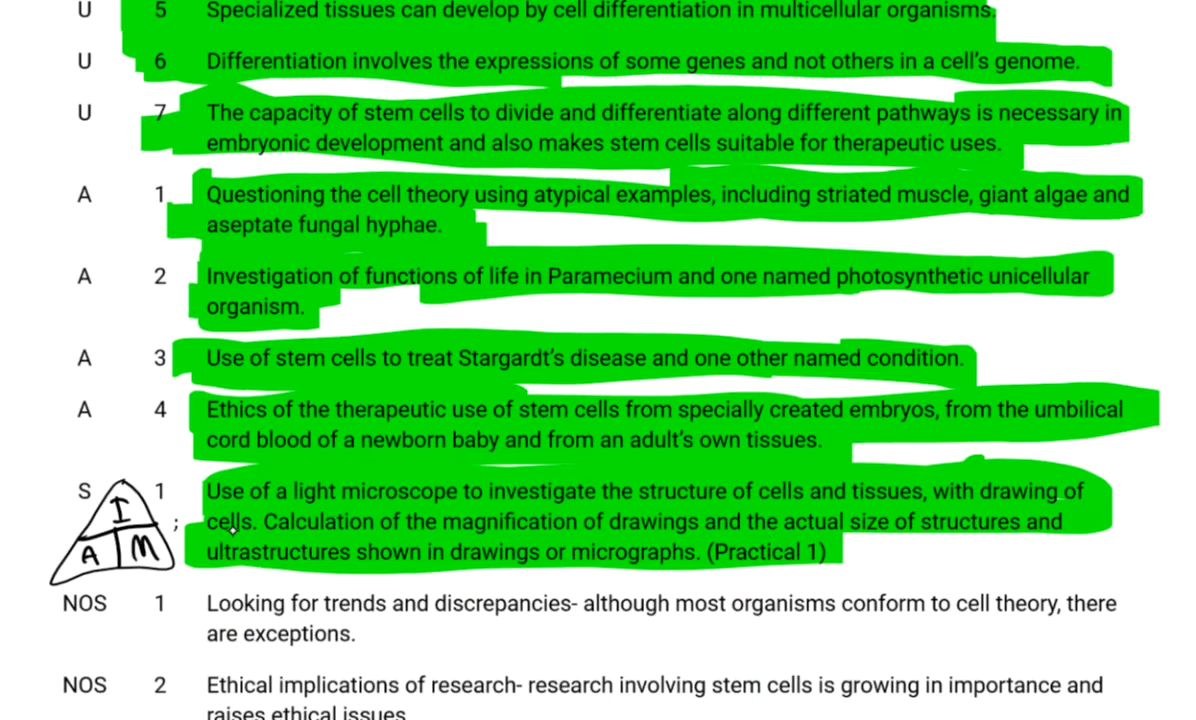 U 5 Specialized tissues can develop by cell differentiation in multicellular organisms.
U 6 Differentiation involves the expressions of some genes and not others in a cell's genome.
U 7 The capacity of stem cells to divide and differentiate along different pathways is necessary in
embryonic development and also makes stem cells suitable for therapeutic uses.
A 1 Questioning the cell theory using atypical examples, including striated muscle, giant algae and
aseptate fungal hyphae.
A 2 Investigation of functions of life in Paramecium and one named photosynthetic unicellular
organism.
A 3 Use of stem cells to treat Stargardt's disease and one other named condition.
A 4 Ethics of the therapeutic use of stem cells from specially created embryos, from the umbilical
cord blood of a newborn baby and from an adult's own tissues.
S 1 Use of a light microscope to investigate the structure of cells and tissues, with drawing of
I ; cells. Calculation of the magnification of drawings and the actual size of structures and
A M ultrastructures shown in drawings or micrographs. (Practical 1)
NOS 1 Looking for trends and discrepancies- although most organisms conform to cell theory, there
are exceptions.
NOS 2 Ethical implications of research- research involving stem cells is growing in importance and
raises ethical issues